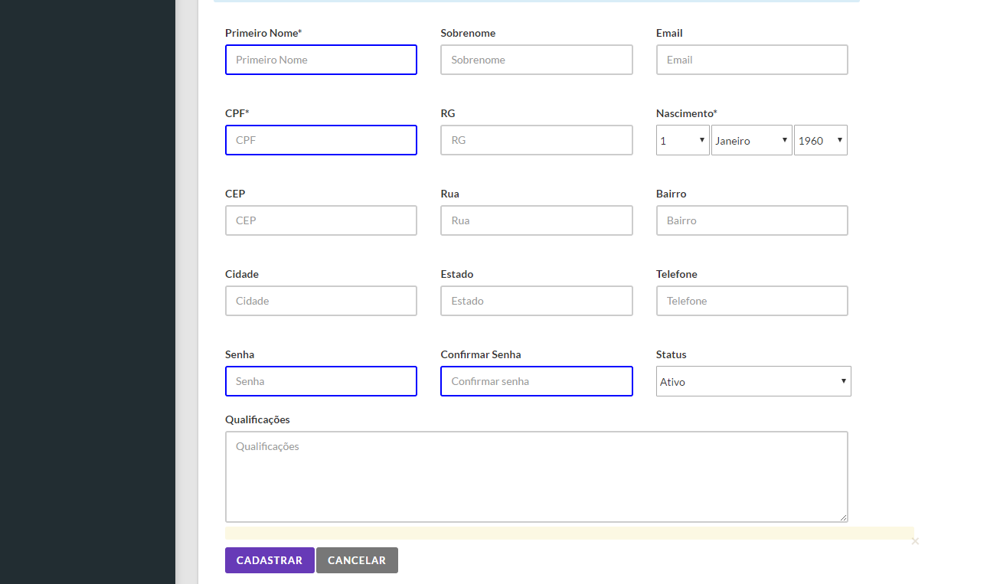 Primeiro Nome* Sobrenome Email
Primeiro Nome Sobrenome Email
CPF* RG Nascimento*
CPF RG 1 Janeiro 1960
CEP Rua Bairro
CEP Rua Bairro
Cidade Estado Telefone
Cidade Estado Telefone
Senha Confirmar Senha Status
Senha Confirmar senha Ativo
Qualificações
Qualificações
×
CADASTRAR CANCELAR